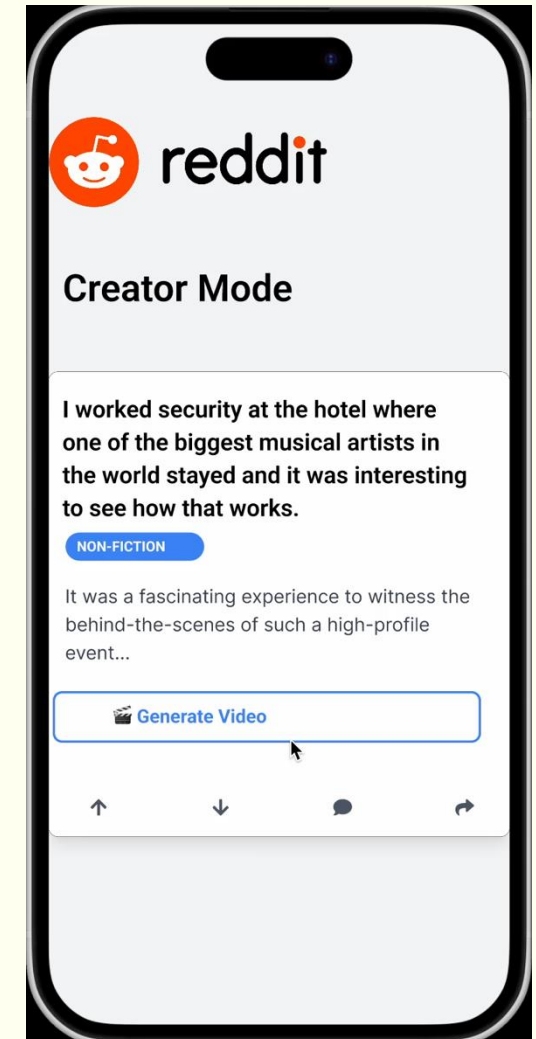 reddit
Creator Mode
I worked security at the hotel where
one of the biggest musical artists in
the world stayed and it was interesting
to see how that works.
NON-FICTION
It was a fascinating experience to witness the
behind-the-scenes of such a high-profile
event...
🎬 Generate Video